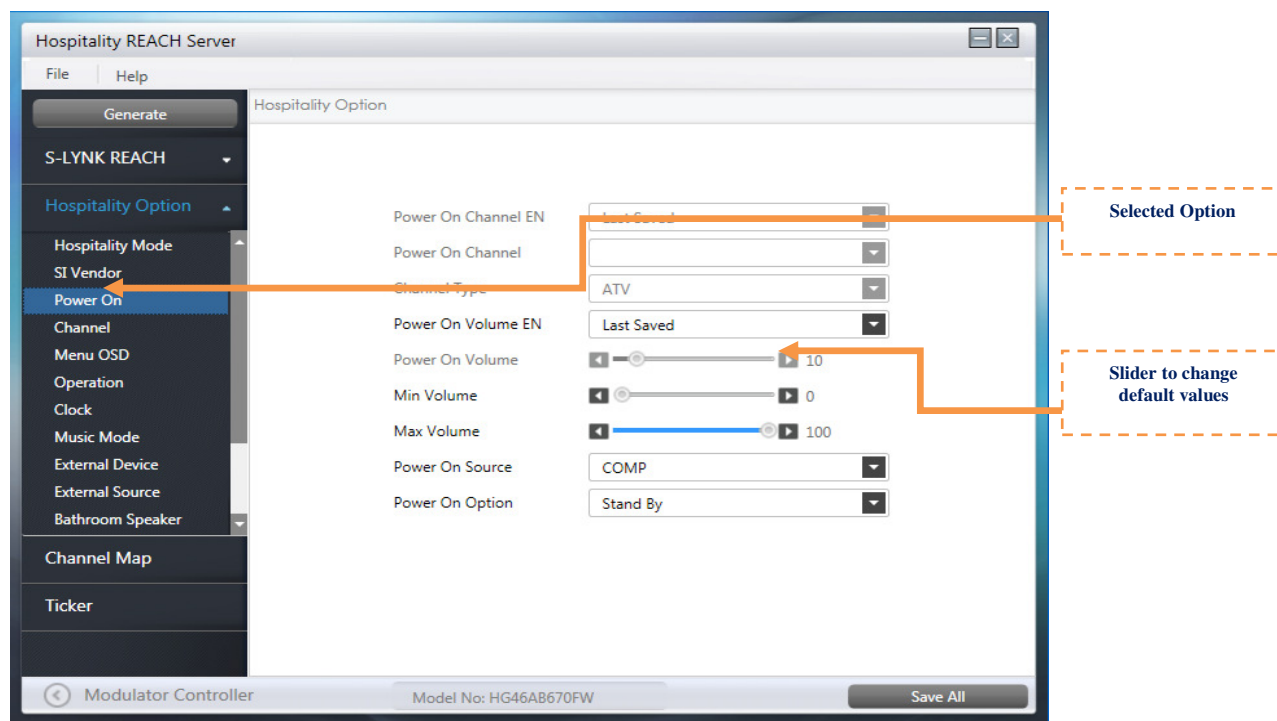 Hospitality REACH Server
File Help
Generate
Hospitality Option
S-LYNK REACH
Hospitality Option
Hospitality Mode
SI Vendor
Power On
Channel
Menu OSD
Operation
Clock
Music Mode
External Device
External Source
Bathroom Speaker
Channel Map
Ticker
Power On Channel EN Last Saved
Power On Channel
Channel Type ATV
Power On Volume EN Last Saved
Power On Volume 10
Min Volume 0
Max Volume 100
Power On Source COMP
Power On Option Stand By
Modulator Controller
Model No: HG46AB670FW
Save All
Selected Option
Slider to change
default values